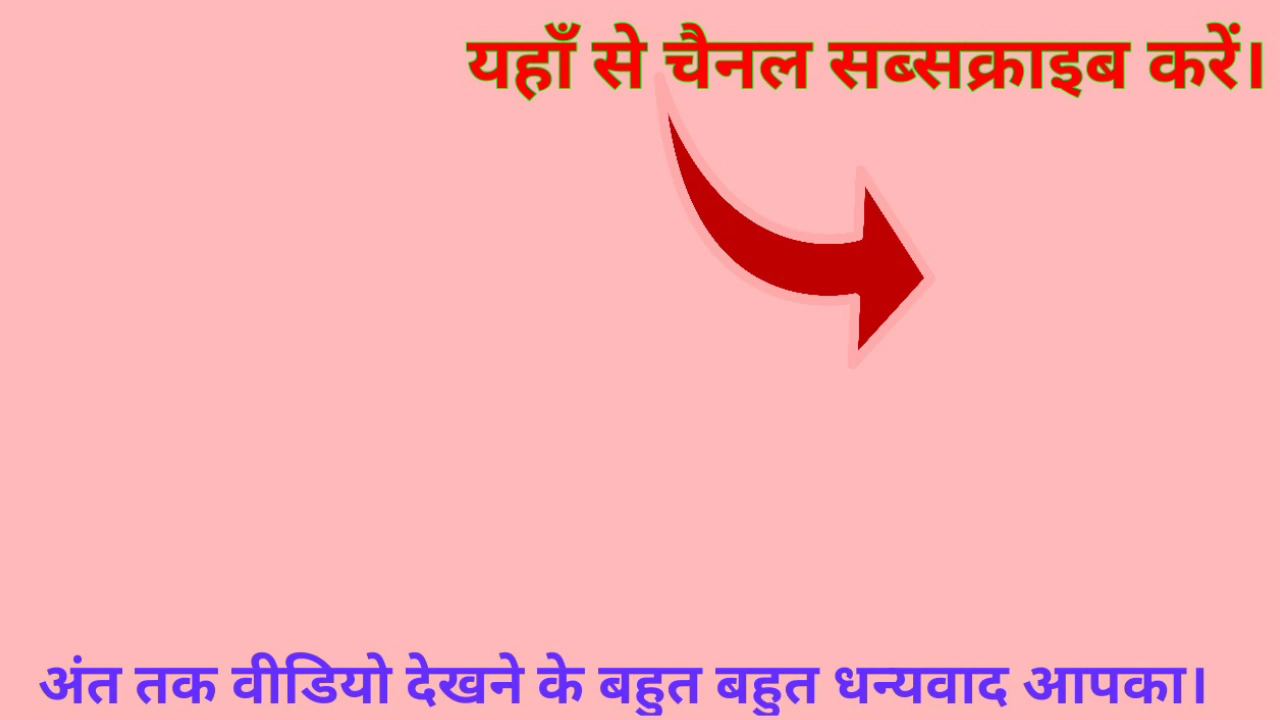 यहाँ से चैनल सब्सक्राइब करें।
अंत तक वीडियो देखने के बहुत बहुत धन्यवाद आपका।